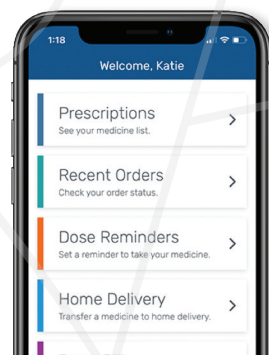 1:18
Welcome, Katie
Prescriptions
See your medicine list.
Recent Orders
Check your order status.
Dose Reminders
Set a reminder to take your medicine.
Home Delivery
Transfer a medicine to home delivery.